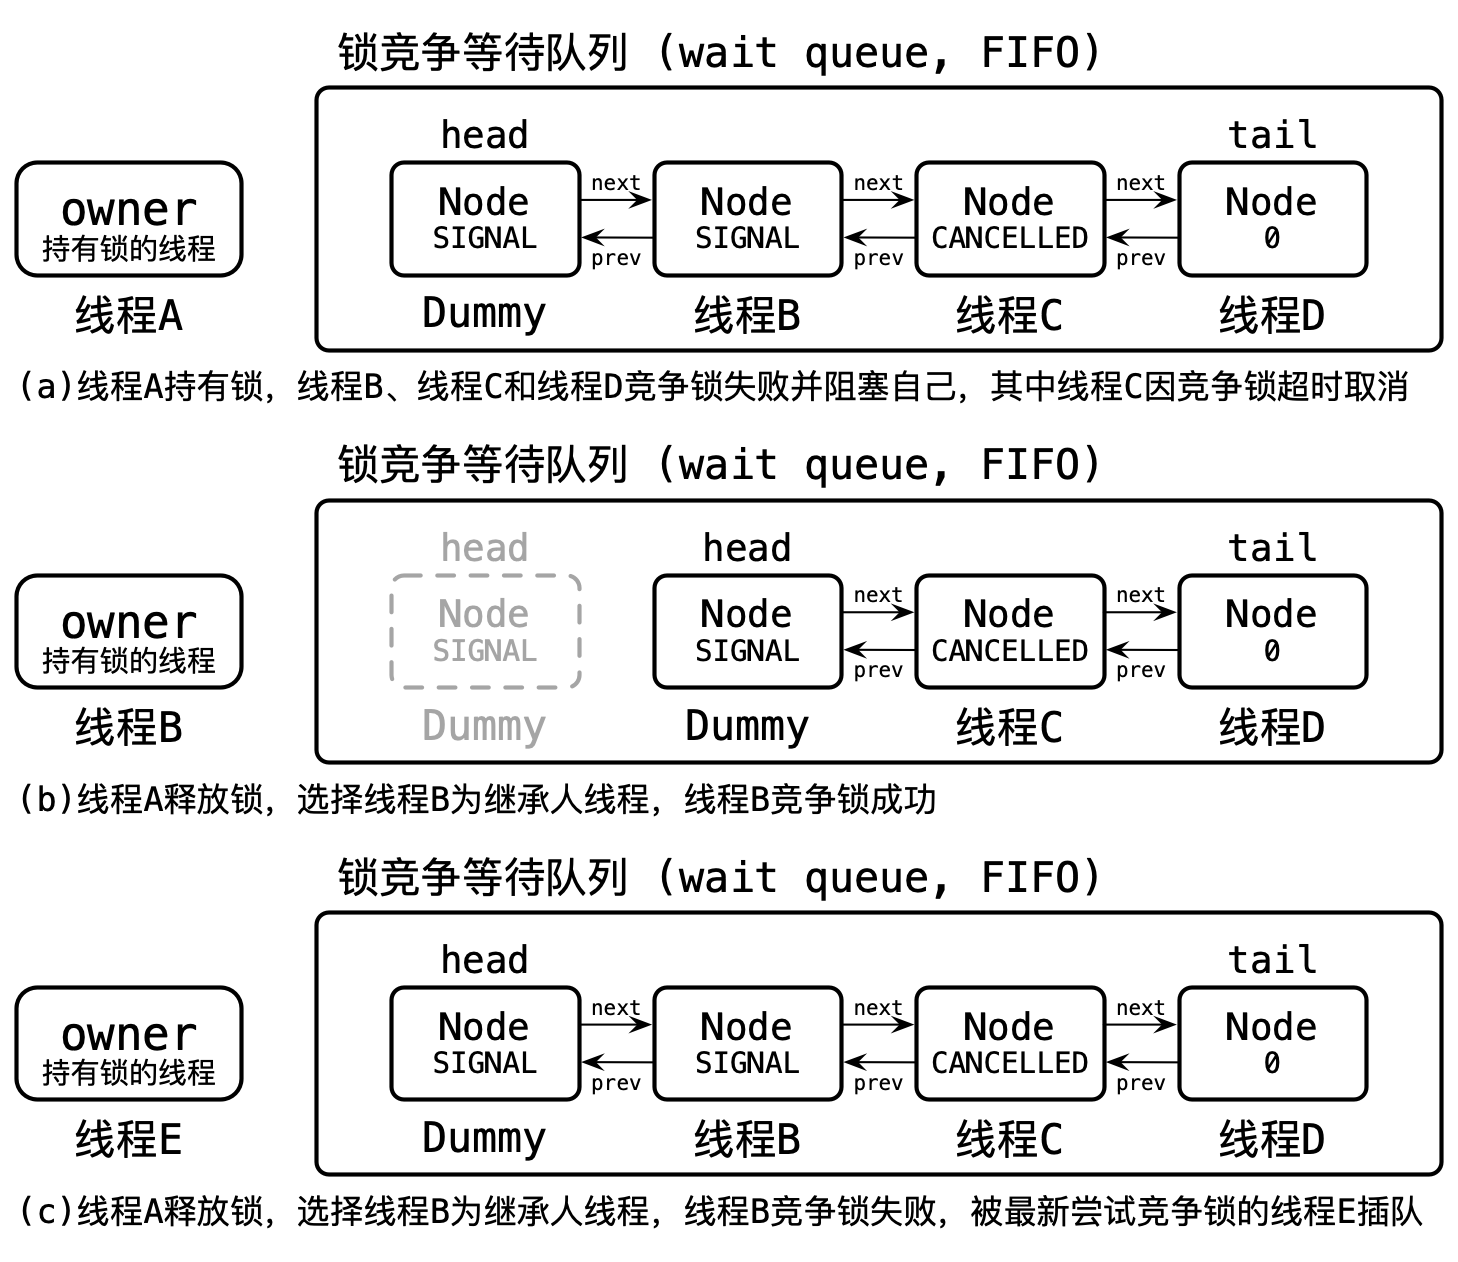 锁竞争等待队列 (wait queue, FIFO)
head tail
owner
持有锁的线程
线程A
Node
SIGNAL
Dummy
next
prev
Node
SIGNAL
线程B
next
prev
Node
CANCELLED
线程C
next
prev
Node
0
线程D
(a)线程A持有锁，线程B、线程C和线程D竞争锁失败并阻塞自己，其中线程C因竞争锁超时取消
锁竞争等待队列 (wait queue, FIFO)
head head tail
owner
持有锁的线程
线程B
Node
SIGNAL
Dummy
Node
SIGNAL
Dummy
next
prev
Node
CANCELLED
线程C
next
prev
Node
0
线程D
(b)线程A释放锁，选择线程B为继承人线程，线程B竞争锁成功
锁竞争等待队列 (wait queue, FIFO)
head tail
owner
持有锁的线程
线程E
Node
SIGNAL
Dummy
next
prev
Node
SIGNAL
线程B
next
prev
Node
CANCELLED
线程C
next
prev
Node
0
线程D
(c)线程A释放锁，选择线程B为继承人线程，线程B竞争锁失败，被最新尝试竞争锁的线程E插队